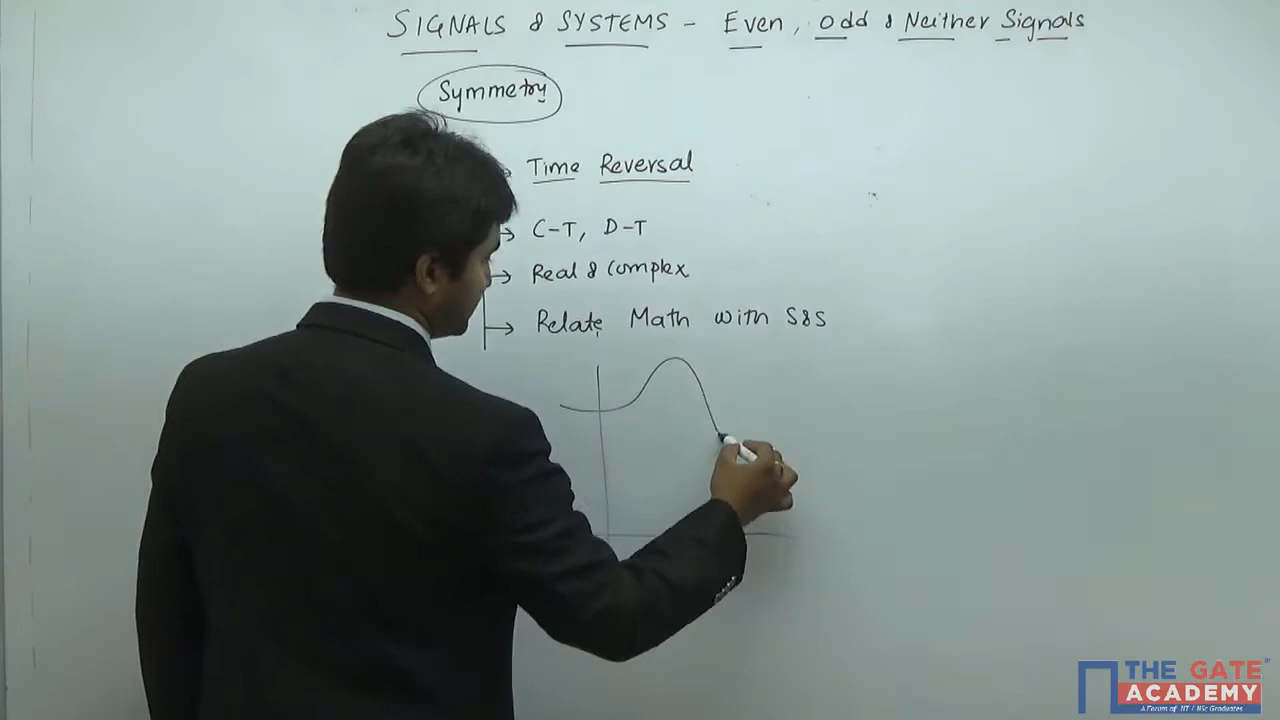 SIGNALS & SYSTEMS - Even, Odd & Neither Signals
Symmetry
Time Reversal
C-T, D-T
Real & Complex
Relate Math with S&S
THE GATE
ACADEMY
A Forum of IIT / IISc Graduates